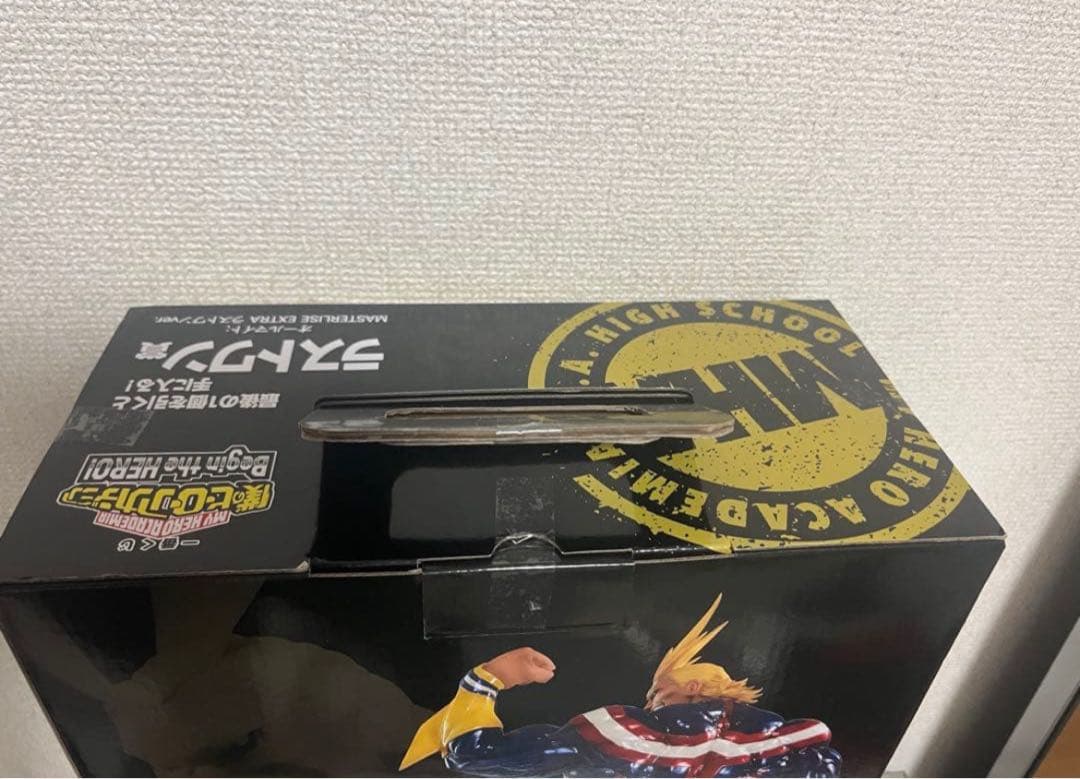 一番くじ
MY HERO ACADEMIA
僕のヒーローアカデミア
Begin the HERO!
最後の1個を引くと
手に入る!
ラストワン賞
オールマイト;
MASTERLISE EXTRA ラストワンver.
U.A. HIGH SCHOOL
MY HERO ACADEMIA